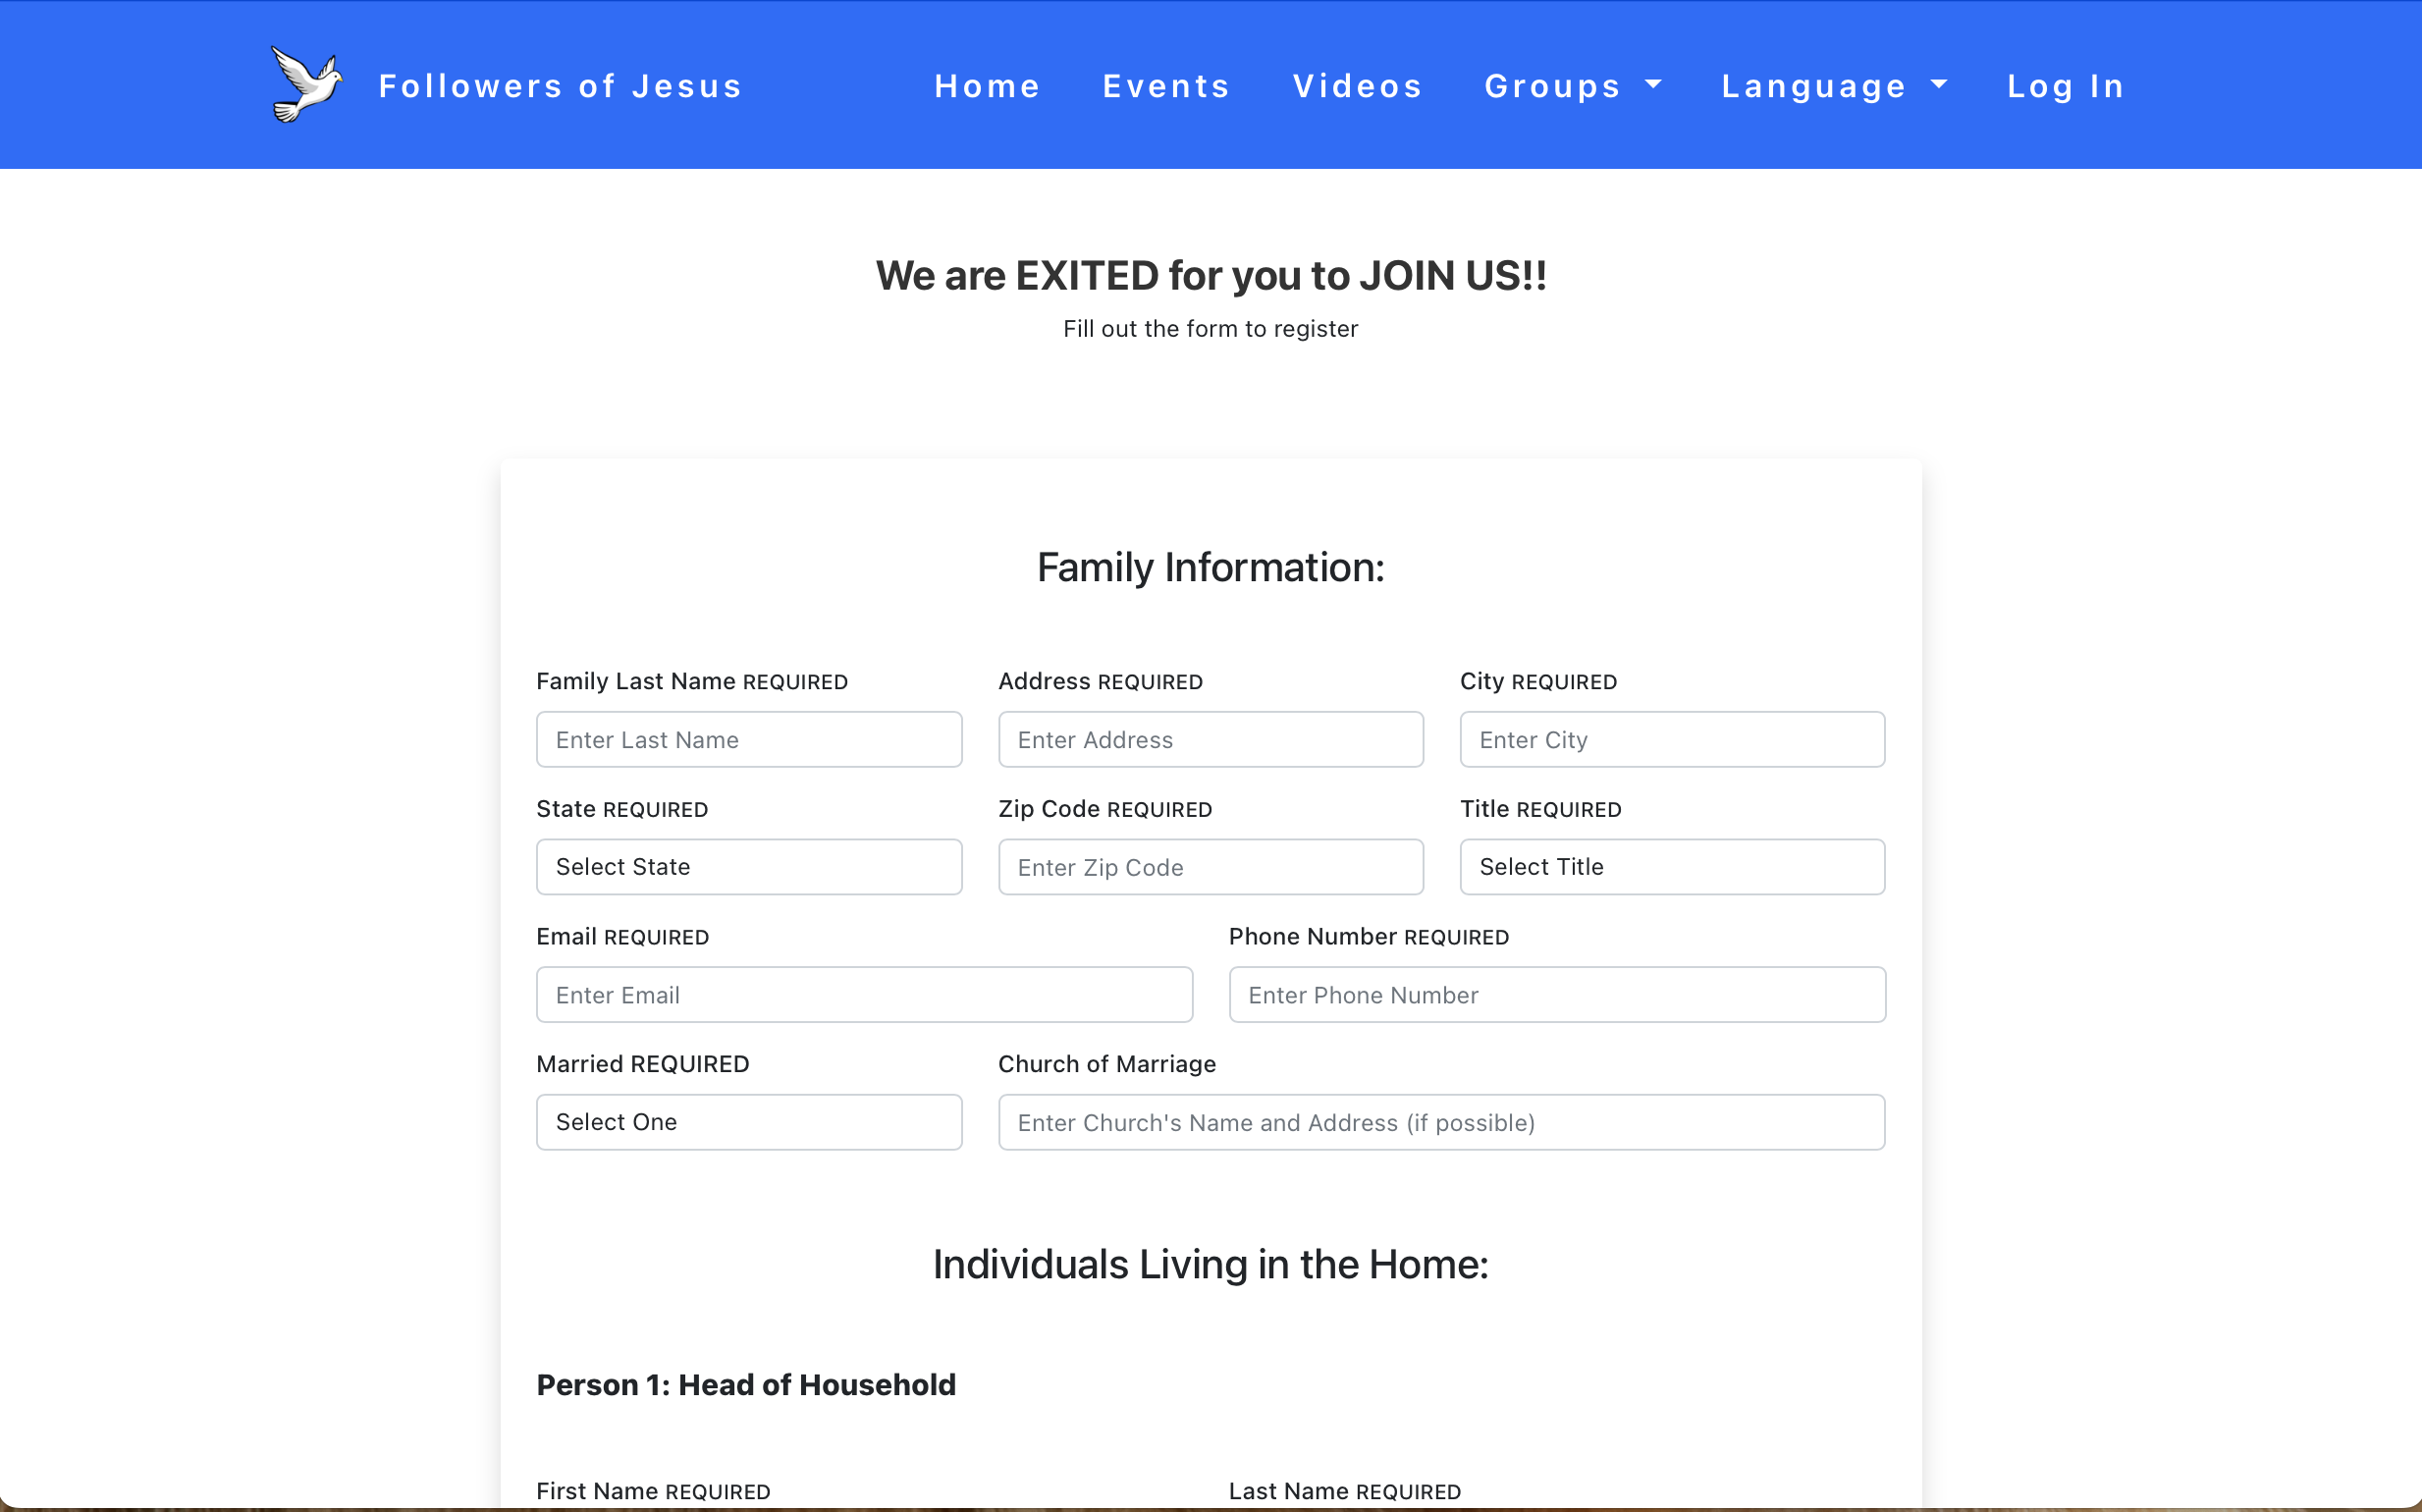 Followers of Jesus Home Events Videos Groups Language Log In
We are EXITED for you to JOIN US!!
Fill out the form to register
Family Information:
Family Last Name REQUIRED Address REQUIRED City REQUIRED
Enter Last Name Enter Address Enter City
State REQUIRED Zip Code REQUIRED Title REQUIRED
Select State Enter Zip Code Select Title
Email REQUIRED Phone Number REQUIRED
Enter Email Enter Phone Number
Married REQUIRED Church of Marriage
Select One Enter Church's Name and Address (if possible)
Individuals Living in the Home:
Person 1: Head of Household
First Name REQUIRED Last Name REQUIRED